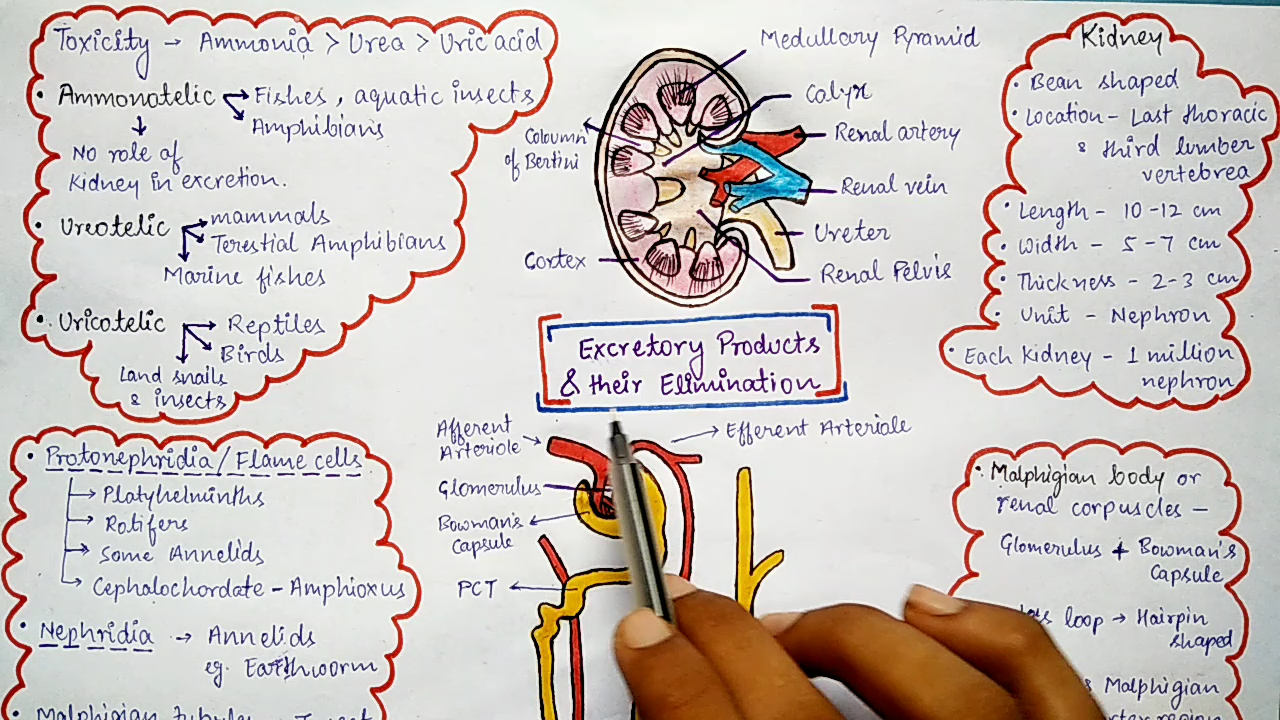 Toxicity → Ammonia > Urea > Uric acid
• Ammonotelic → Fishes, aquatic insects
Amphibians
No role of
Kidney in excretion.
• Ureotelic → mammals
Terestial Amphibians
Marine fishes
• Uricotelic → Reptiles
Birds
Land snails
& insects
• Protonephridia/Flame cells
→ Platyhelminths
→ Rotifers
→ Some Annelids
→ Cephalochordate - Amphioxus
• Nephridia → Annelids
eg. Earthworm
• Malphigian
Medullary Pyramid
Calyx
Renal artery
Renal vein
Ureter
Renal Pelvis
Coloumn
of Bertini
Cortex
Excretory Products
& their Elimination
Afferent
Arteriole
Efferent Arteriole
Glomerulus
Bowman's
Capsule
PCT
Kidney
• Bean shaped
• Location - Last thoracic
& third lumber
vertebrea
• Length - 10-12 cm
• Width - 5-7 cm
• Thickness - 2-3 cm
• Unit - Nephron
• Each Kidney - 1 million
nephron
• Malphigian body or
renal corpuscles -
Glomerulus + Bowman's
Capsule
loop → Hairpin
shaped
Malphigian